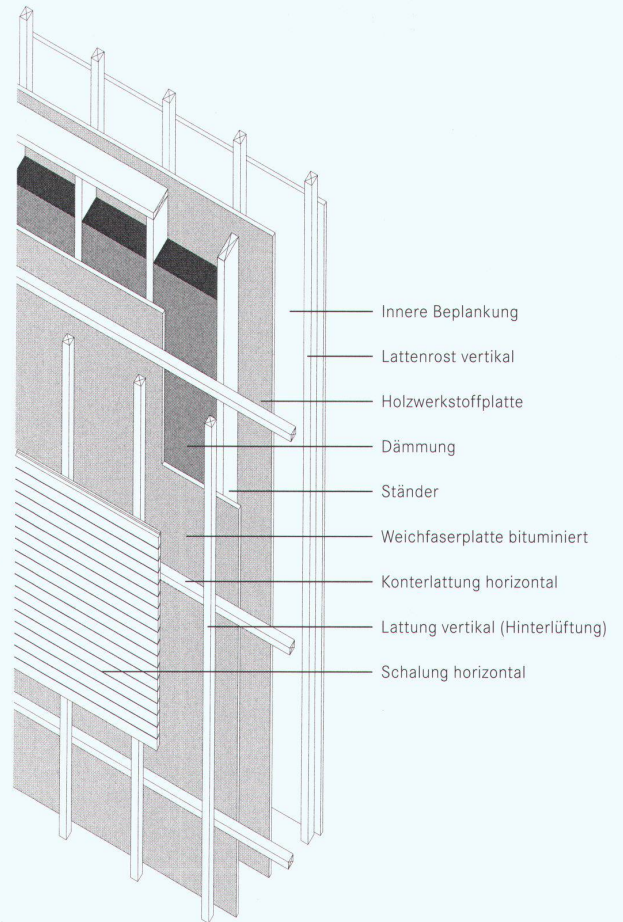 Innere Beplankung
Lattenrost vertikal
Holzwerkstoffplatte
Dämmung
Ständer
Weichfaserplatte bituminiert
Konterlattung horizontal
Lattung vertikal (Hinterlüftung)
Schalung horizontal